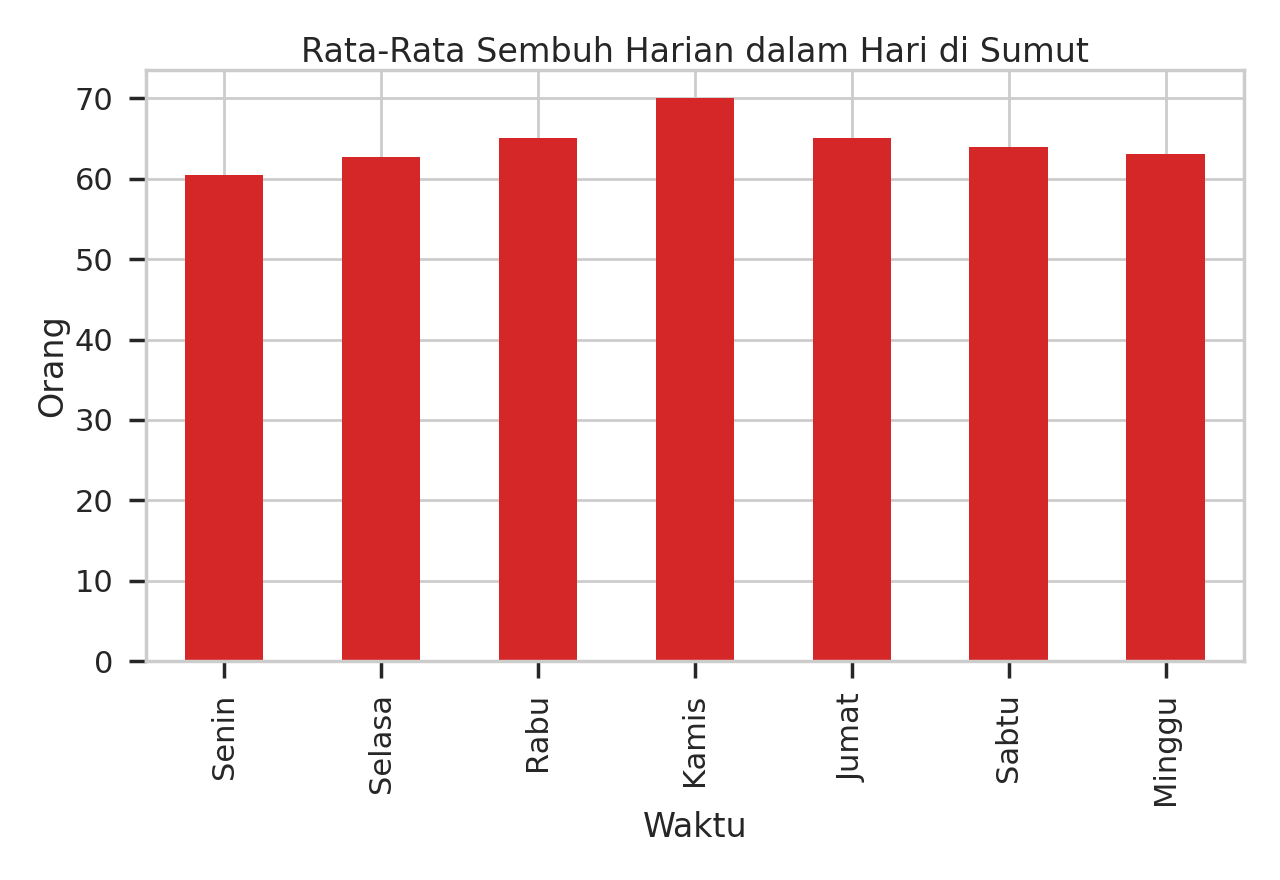 Rata-Rata Sembuh Harian dalam Hari di Sumut
70
60
50
40
30
20
10
0
Orang
Senin
Selasa
Rabu
Kamis
Jumat
Sabtu
Minggu
Waktu